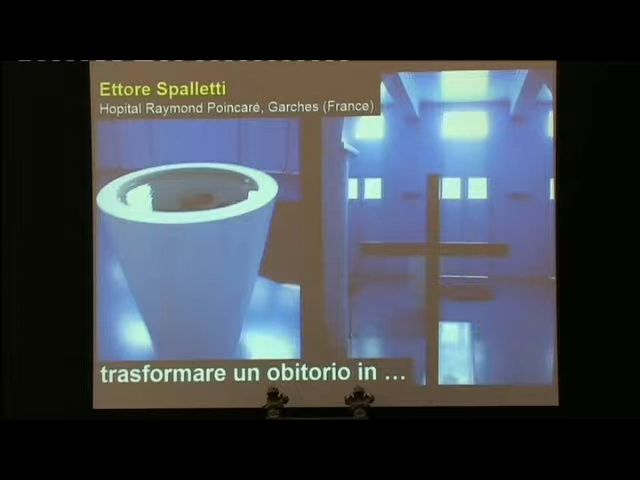 Ettore Spalletti
Hopital Raymond Poincaré, Garches (France)
trasformare un obitorio in ...